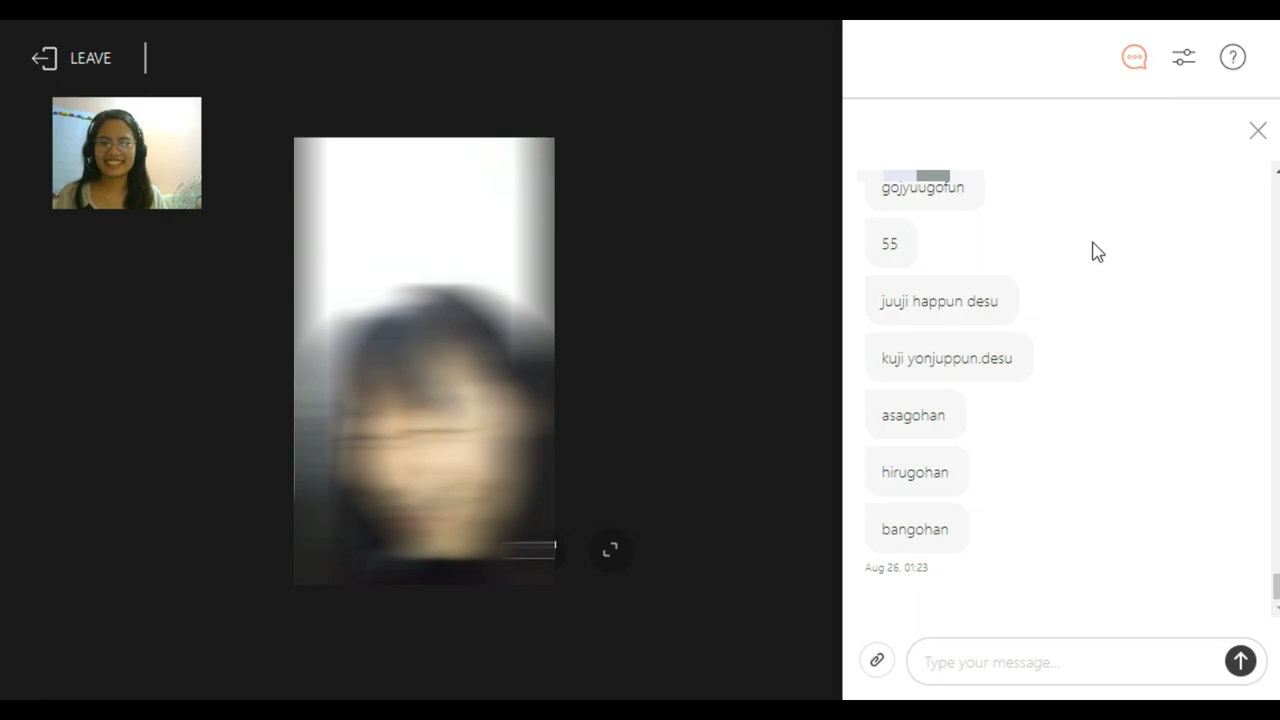 LEAVE
gojyuugofun
55
juuji happun desu
kuji yonjuppun.desu
asagohan
hirugohan
bangohan
Aug 26, 01:23
Type your message...